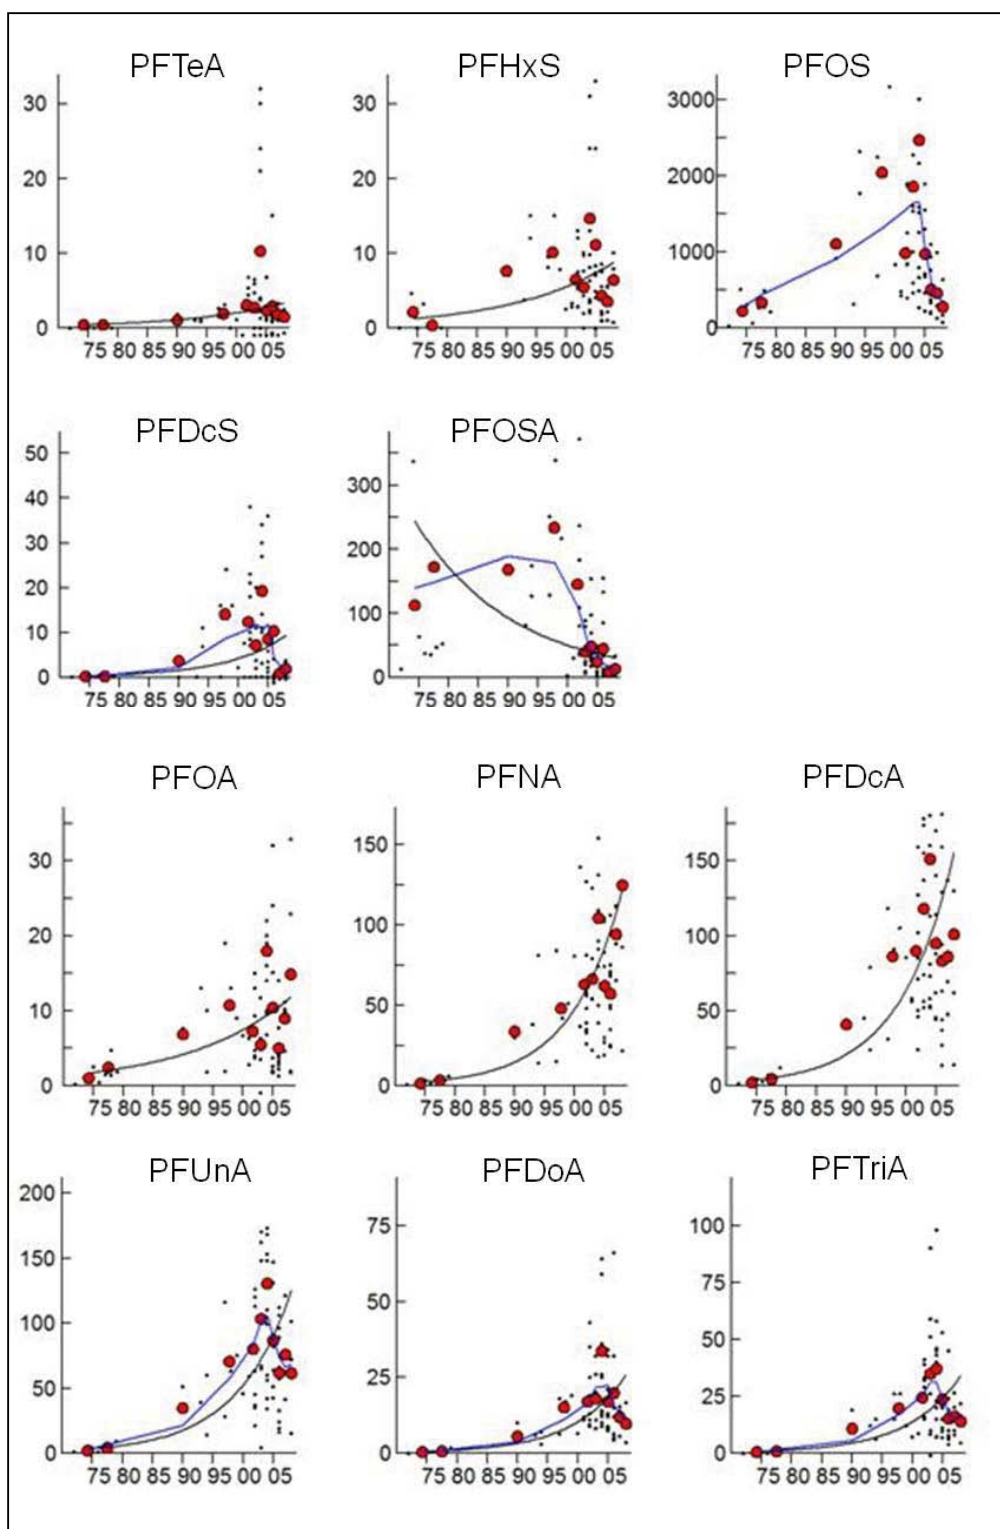 PFTeA PFHxS PFOS
30 30 3000
20 20 2000
10 10 1000
0 0 0
75 80 85 90 95 00 05 75 80 85 90 95 00 05 75 80 85 90 95 00 05
PFDcS PFOSA
50
40 300
30 200
20
10 100
0 0
75 80 85 90 95 00 05 75 80 85 90 95 00 05
PFOA PFNA PFDcA
30 150 150
20 100 100
10 50 50
0 0 0
75 80 85 90 95 00 05 75 80 85 90 95 00 05 75 80 85 90 95 00 05
PFUnA PFDoA PFTriA
200 75 100
150 50 75
100 50
50 25 25
0 0 0
75 80 85 90 95 00 05 75 80 85 90 95 00 05 75 80 85 90 95 00 05